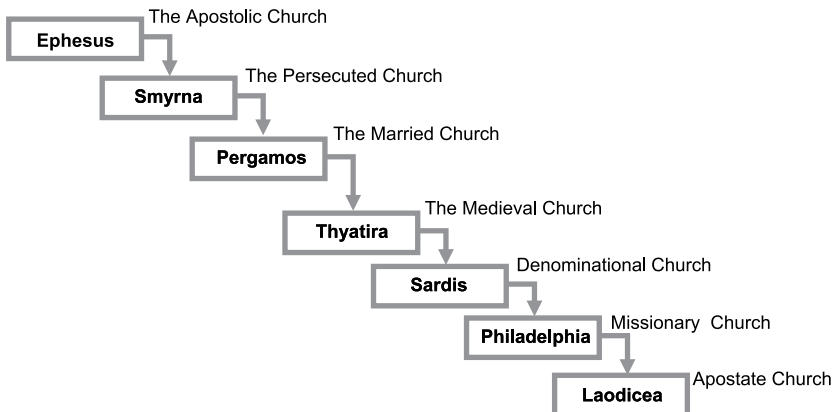 The Apostolic Church
Ephesus
The Persecuted Church
Smyrna
The Married Church
Pergamos
The Medieval Church
Thyatira
Denominational Church
Sardis
Missionary Church
Philadelphia
Apostate Church
Laodicea